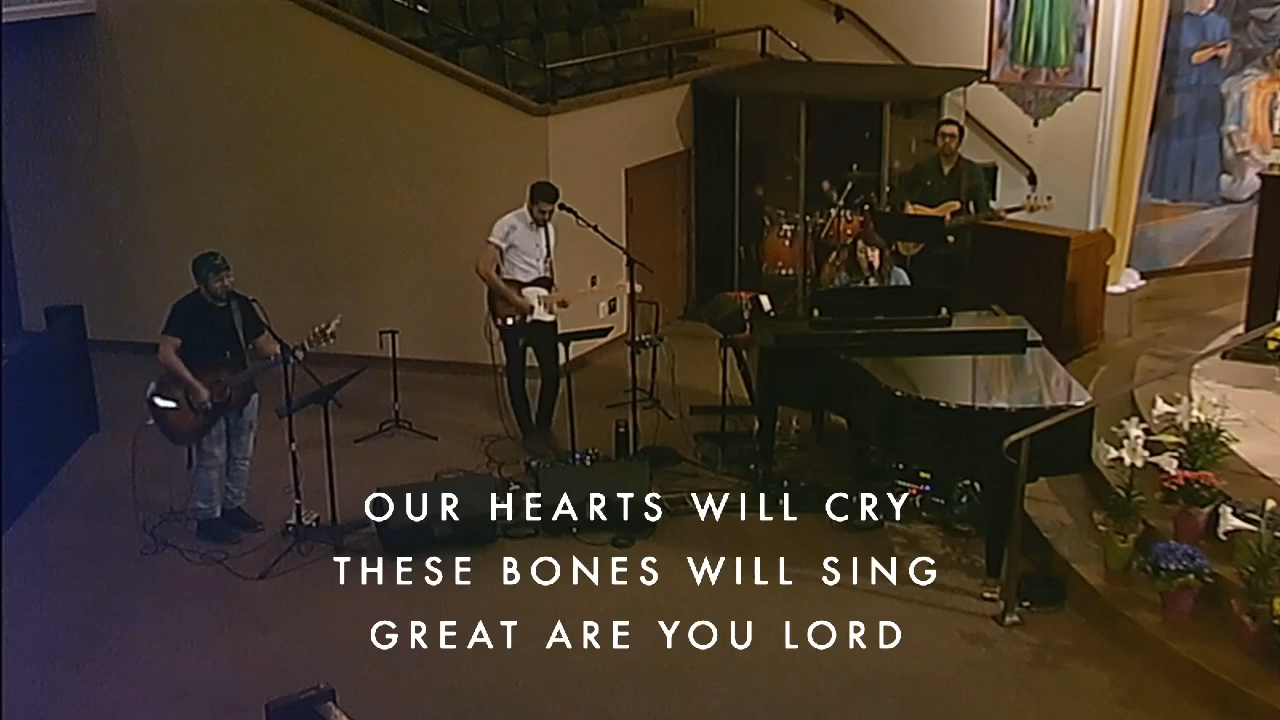 OUR HEARTS WILL CRY
THESE BONES WILL SING
GREAT ARE YOU LORD